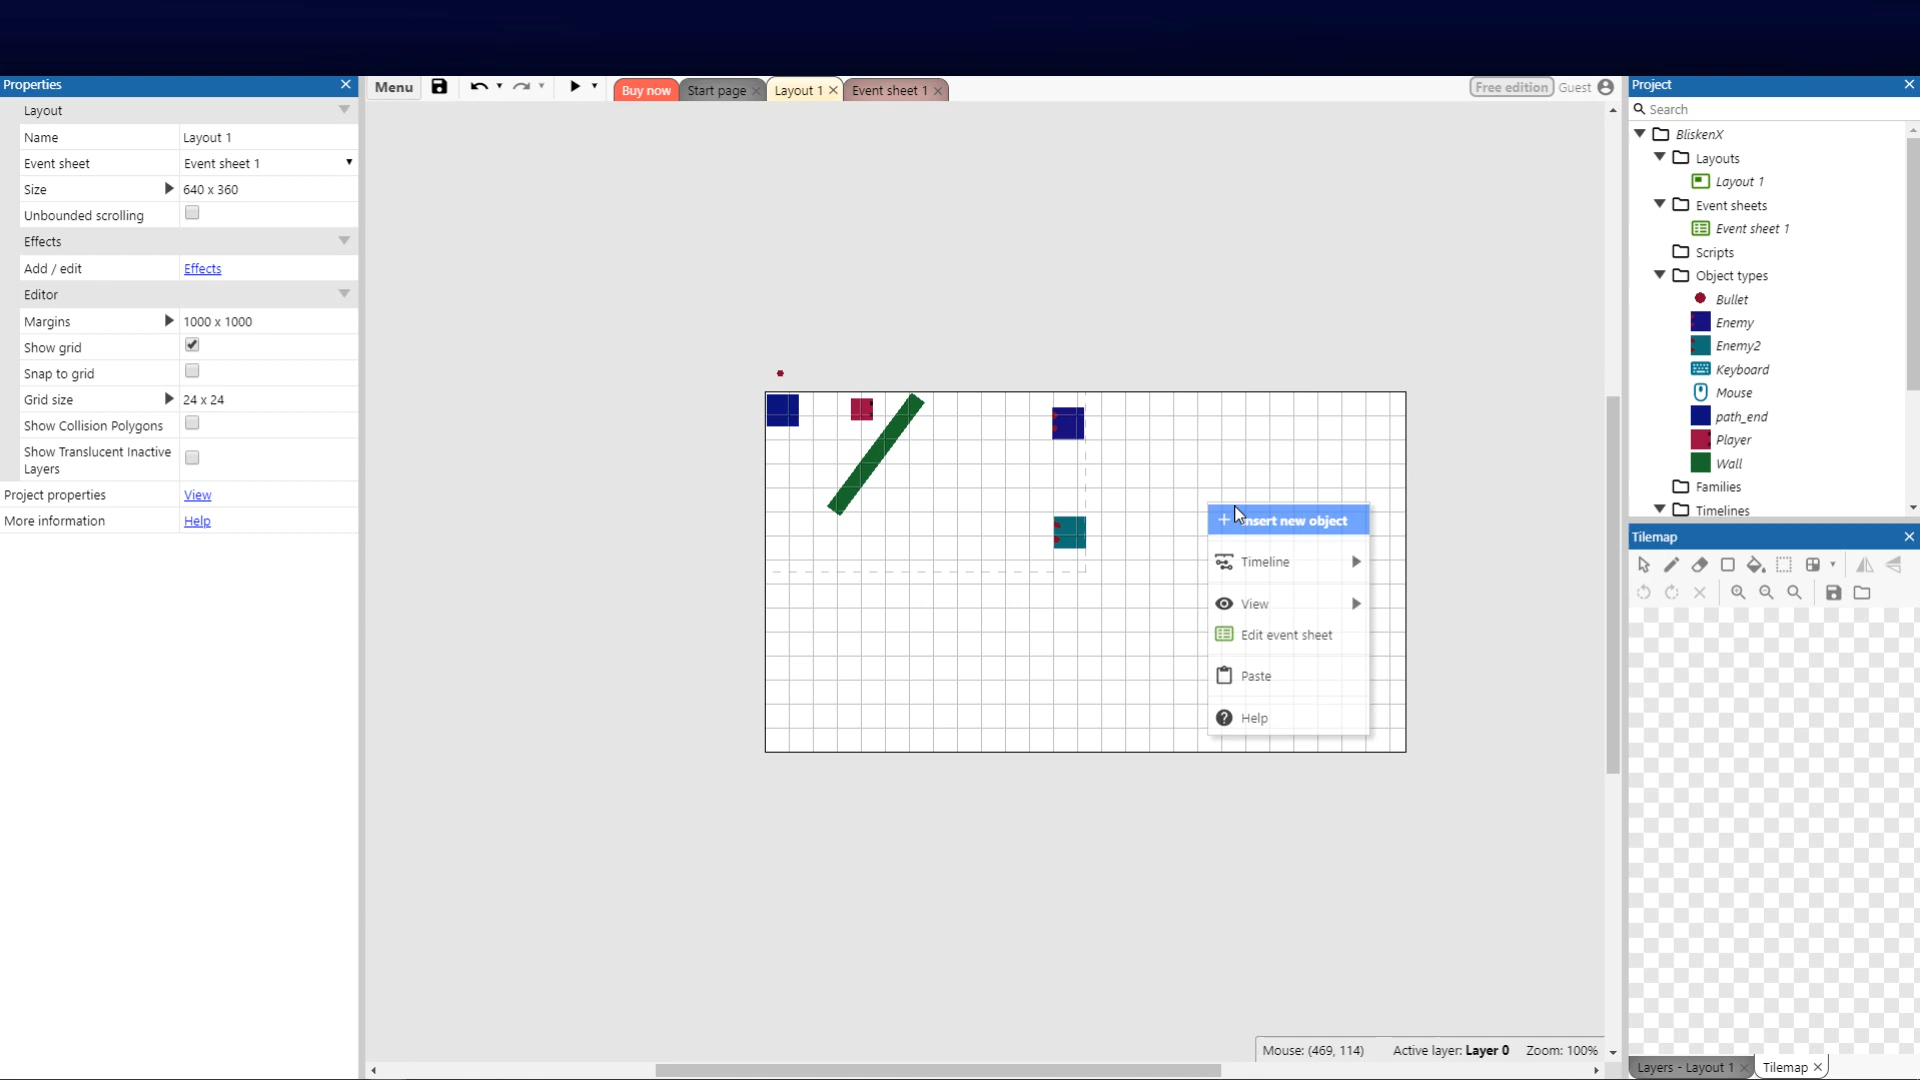 Properties
Layout
Name Layout 1
Event sheet Event sheet 1
Size 640 x 360
Unbounded scrolling
Effects
Add / edit Effects
Editor
Margins 1000 x 1000
Show grid
Snap to grid
Grid size 24 x 24
Show Collision Polygons
Show Translucent Inactive
Layers
Project properties View
More information Help
Menu Buy now Start page Layout 1 Event sheet 1 Free edition Guest
Insert new object
Timeline
View
Edit event sheet
Paste
Help
Mouse: (469, 114) Active layer: Layer 0 Zoom: 100%
Project
Search
BliskenX
Layouts
Layout 1
Event sheets
Event sheet 1
Scripts
Object types
Bullet
Enemy
Enemy2
Keyboard
Mouse
path_end
Player
Wall
Families
Timelines
Tilemap
Layers - Layout 1 Tilemap